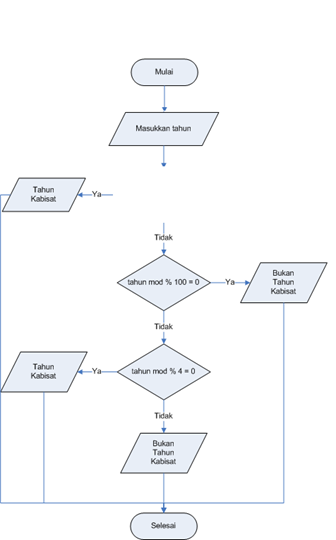 Mulai
Masukkan tahun
Tahun
Kabisat
Ya
Tidak
tahun mod % 100 = 0
Ya
Bukan
Tahun
Kabisat
Tidak
Tahun
Kabisat
Ya
tahun mod % 4 = 0
Tidak
Bukan
Tahun
Kabisat
Selesai